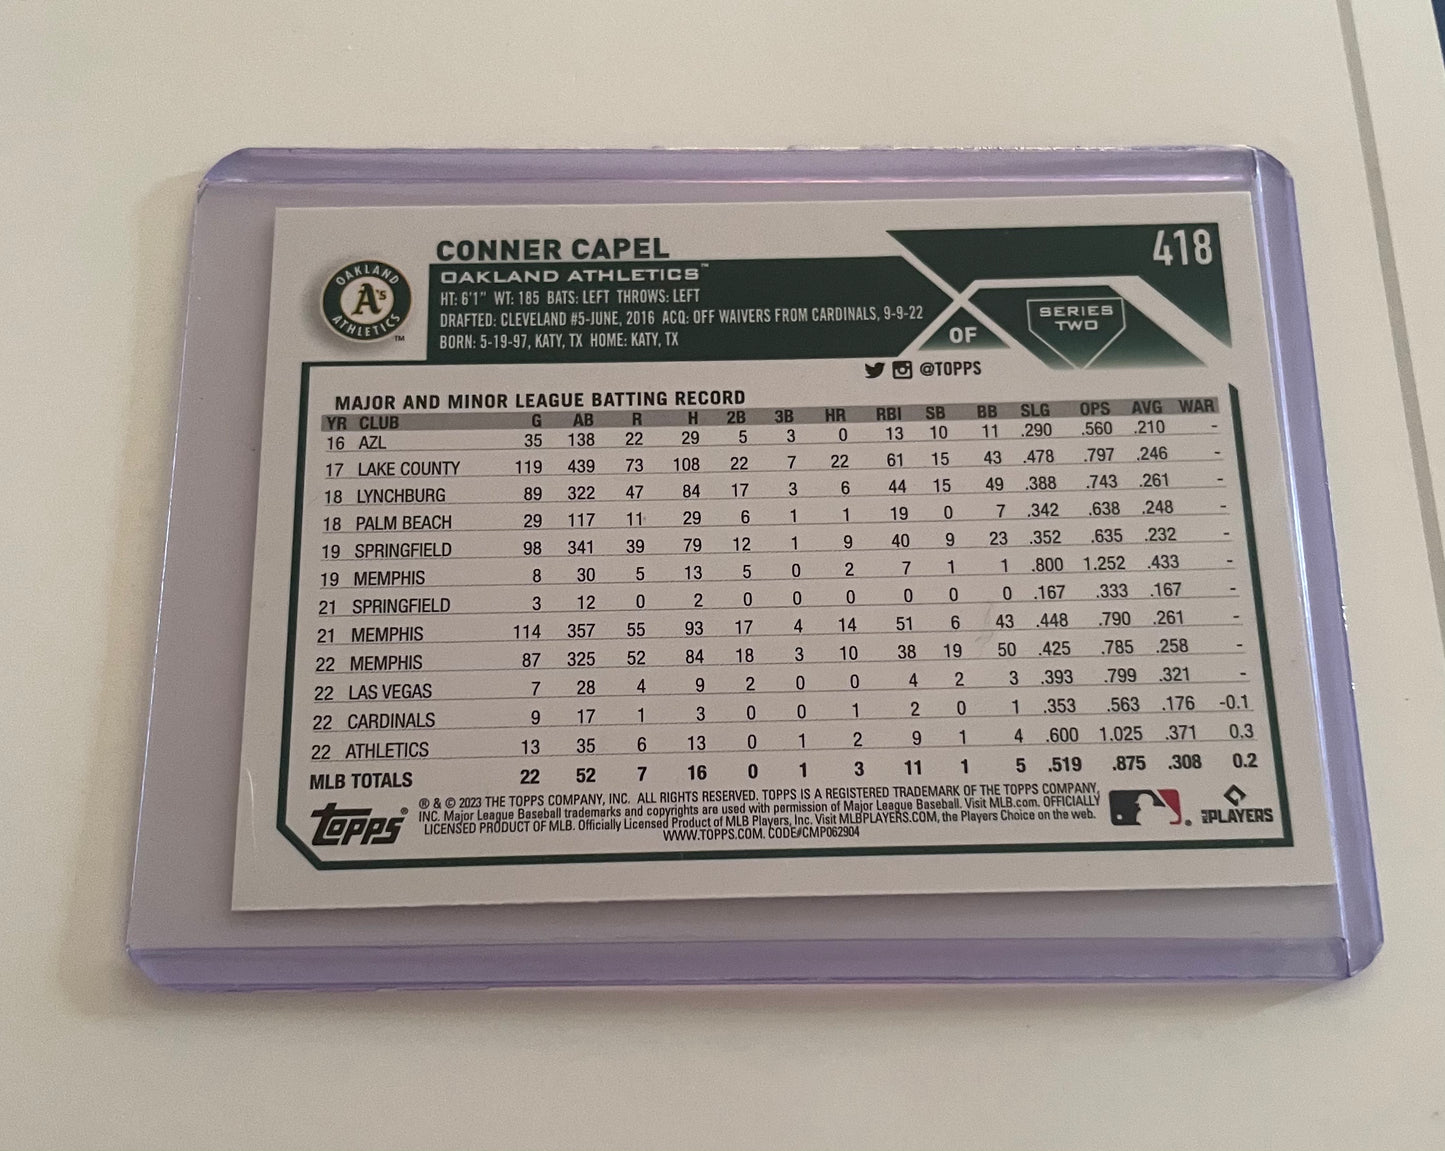 CONNER CAPEL
418
OAKLAND ATHLETICS™
OAKLAND A's ATHLETICS ™
HT: 6'1" WT: 185 BATS: LEFT THROWS: LEFT
DRAFTED: CLEVELAND #5-JUNE, 2016 ACQ: OFF WAIVERS FROM CARDINALS, 9-9-22
BORN: 5-19-97, KATY, TX HOME: KATY, TX
OF
SERIES
TWO
@TOPPS
MAJOR AND MINOR LEAGUE BATTING RECORD
YR CLUB G AB R H 2B 3B HR RBI SB BB SLG OPS AVG WAR
16 AZL 35 138 22 29 5 3 0 13 10 11 .290 .560 .210 -
17 LAKE COUNTY 119 439 73 108 22 7 22 61 15 43 .478 .797 .246 -
18 LYNCHBURG 89 322 47 84 17 3 6 44 15 49 .388 .743 .261 -
18 PALM BEACH 29 117 11 29 6 1 1 19 0 7 .342 .638 .248 -
19 SPRINGFIELD 98 341 39 79 12 1 9 40 9 23 .352 .635 .232 -
19 MEMPHIS 8 30 5 13 5 0 2 7 1 1 .800 1.252 .433 -
21 SPRINGFIELD 3 12 0 2 0 0 0 0 0 0 .167 .333 .167 -
21 MEMPHIS 114 357 55 93 17 4 14 51 6 43 .448 .790 .261 -
22 MEMPHIS 87 325 52 84 18 3 10 38 19 50 .425 .785 .258 -
22 LAS VEGAS 7 28 4 9 2 0 0 4 2 3 .393 .799 .321 -
22 CARDINALS 9 17 1 3 0 0 1 2 0 1 .353 .563 .176 -0.1
22 ATHLETICS 13 35 6 13 0 1 2 9 1 4 .600 1.025 .371 0.3
MLB TOTALS 22 52 7 16 0 1 3 11 1 5 .519 .875 .308 0.2
Topps®
® & © 2023 THE TOPPS COMPANY, INC. ALL RIGHTS RESERVED. TOPPS IS A REGISTERED TRADEMARK OF THE TOPPS COMPANY,
INC. Major League Baseball trademarks and copyrights are used with permission of Major League Baseball. Visit MLB.com. OFFICIALLY
LICENSED PRODUCT OF MLB. Officially Licensed Product of MLB Players, Inc. Visit MLBPLAYERS.COM, the Players Choice on the web.
WWW.TOPPS.COM. CODE#CMP062904
®
MLB PLAYERS